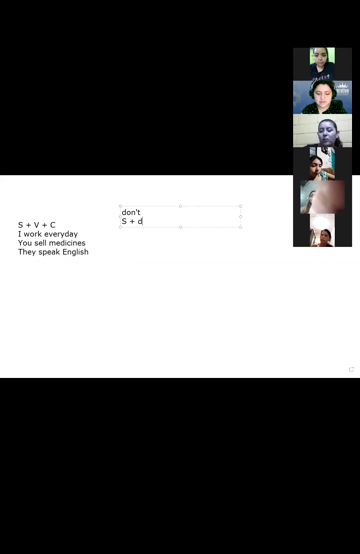 don't
S + d
S + V + C
I work everyday
You sell medicines
They speak English